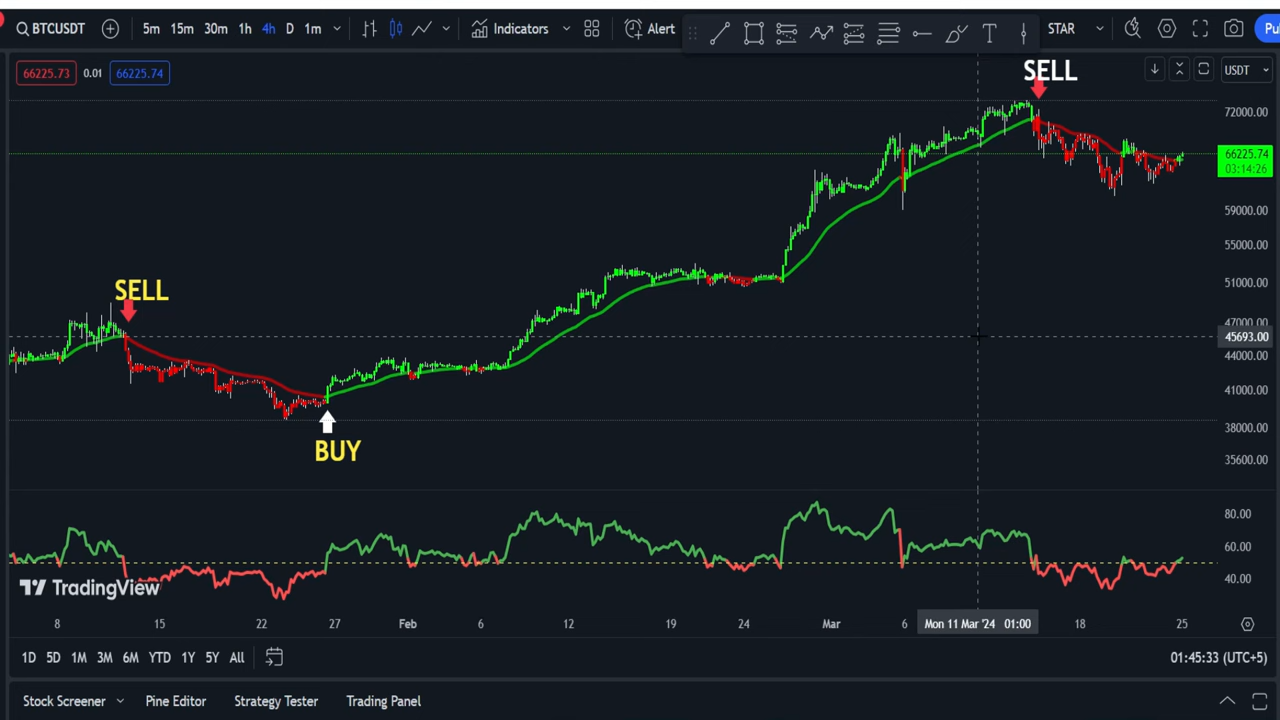 BTCUSDT 5m 15m 30m 1h 4h D 1m Indicators Alert T STAR Pu
66225.73 0.01 66225.74 SELL USDT
72000.00
66225.74
03:14:26
59000.00
55000.00
SELL 51000.00
47000.00
45693.00
44000.00
41000.00
38000.00
BUY 35600.00
80.00
60.00
40.00
TradingView
8 15 22 27 Feb 6 12 19 24 Mar 6 Mon 11 Mar '24 01:00 18 25
1D 5D 1M 3M 6M YTD 1Y 5Y All 01:45:33 (UTC+5)
Stock Screener Pine Editor Strategy Tester Trading Panel